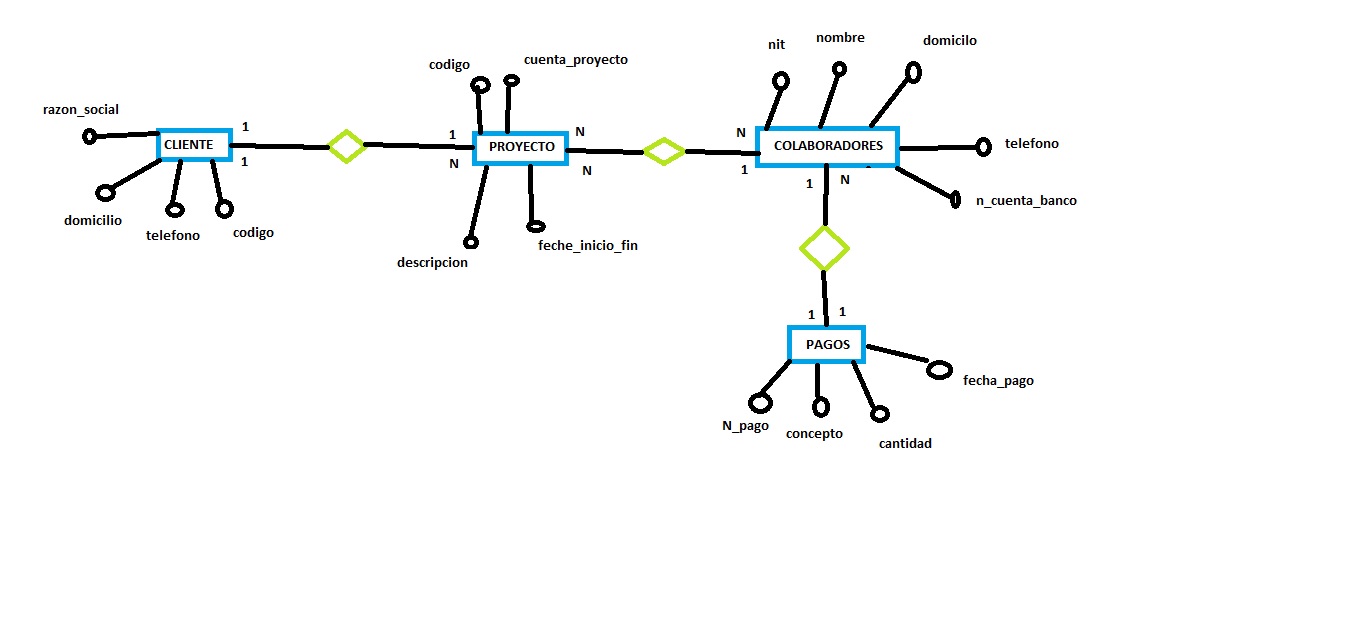 nit
nombre
domicilo
codigo
cuenta_proyecto
razon_social
1
CLIENTE
1
1
N
PROYECTO
N
N
N
1
COLABORADORES
telefono
1
N
n_cuenta_banco
domicilio
telefono
codigo
descripcion
feche_inicio_fin
1
1
PAGOS
fecha_pago
N_pago
concepto
cantidad